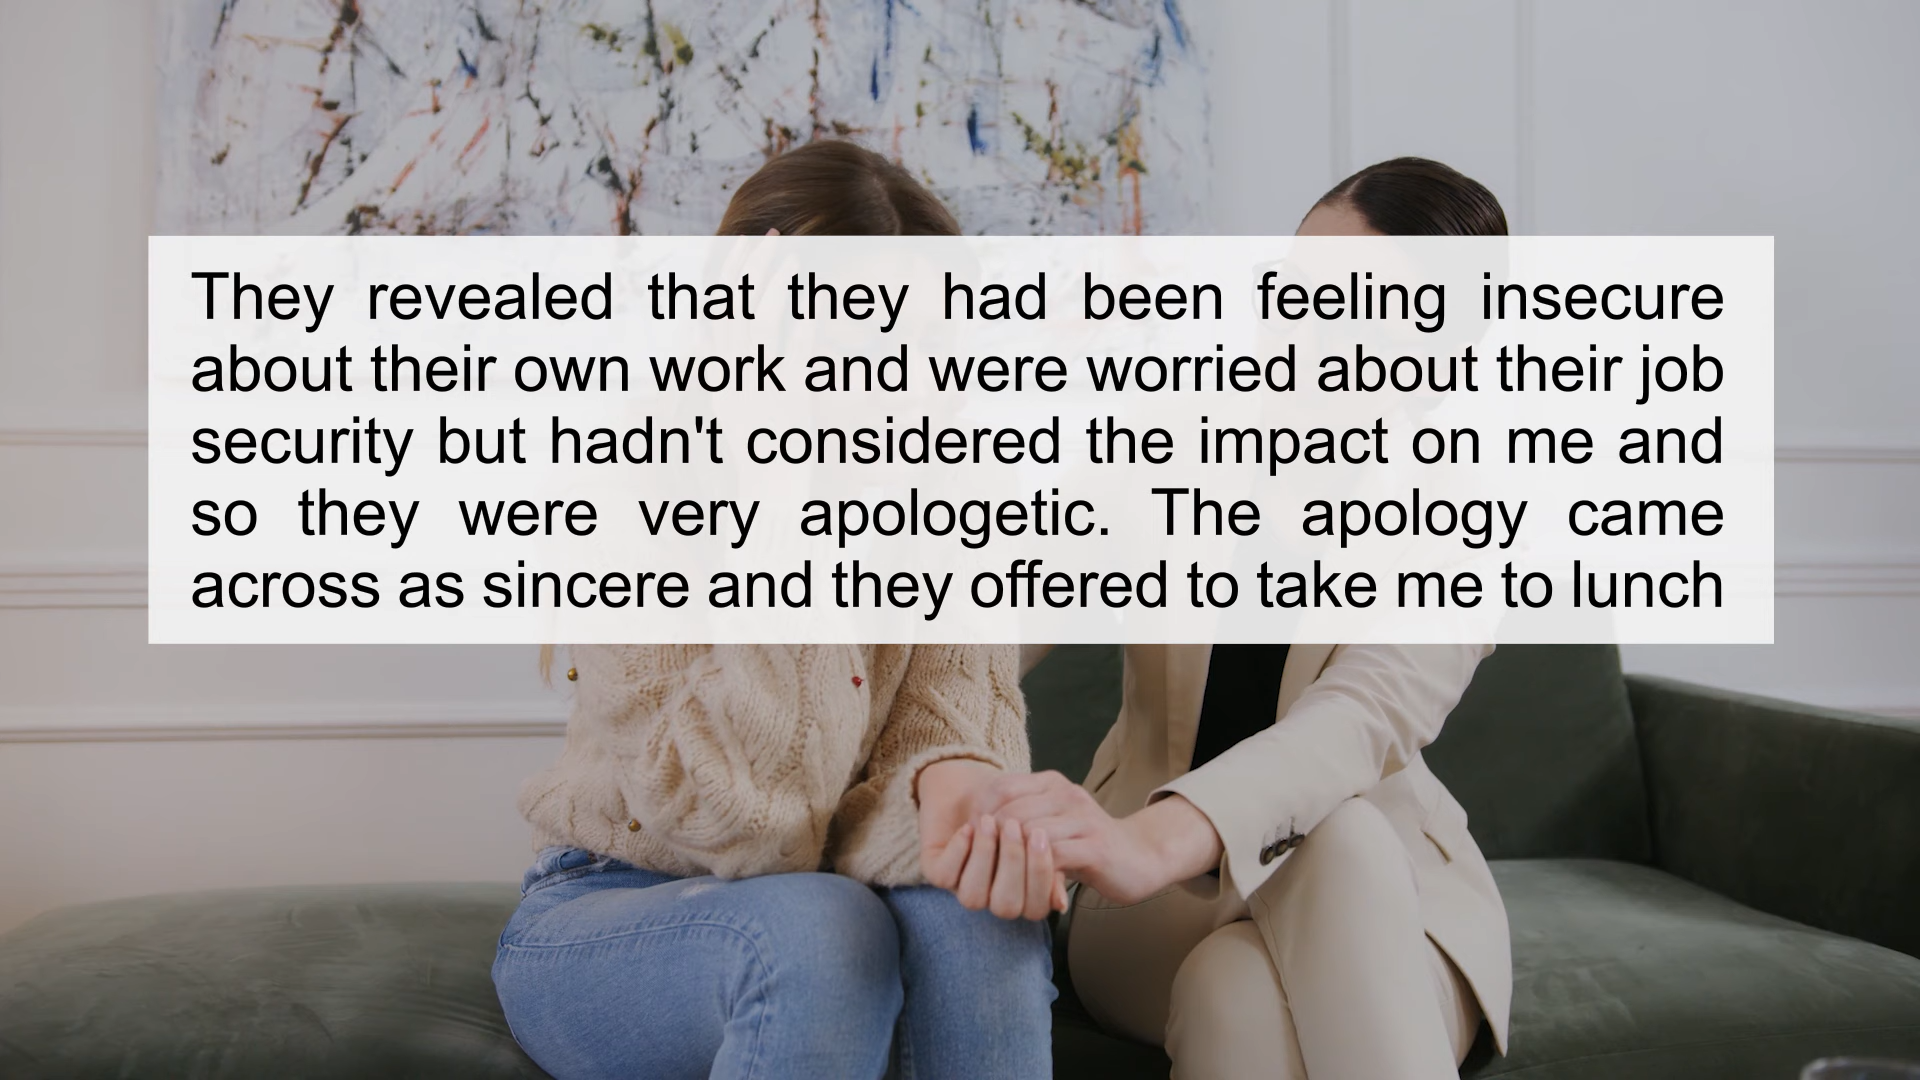 They revealed that they had been feeling insecure
about their own work and were worried about their job
security but hadn't considered the impact on me and
so they were very apologetic. The apology came
across as sincere and they offered to take me to lunch